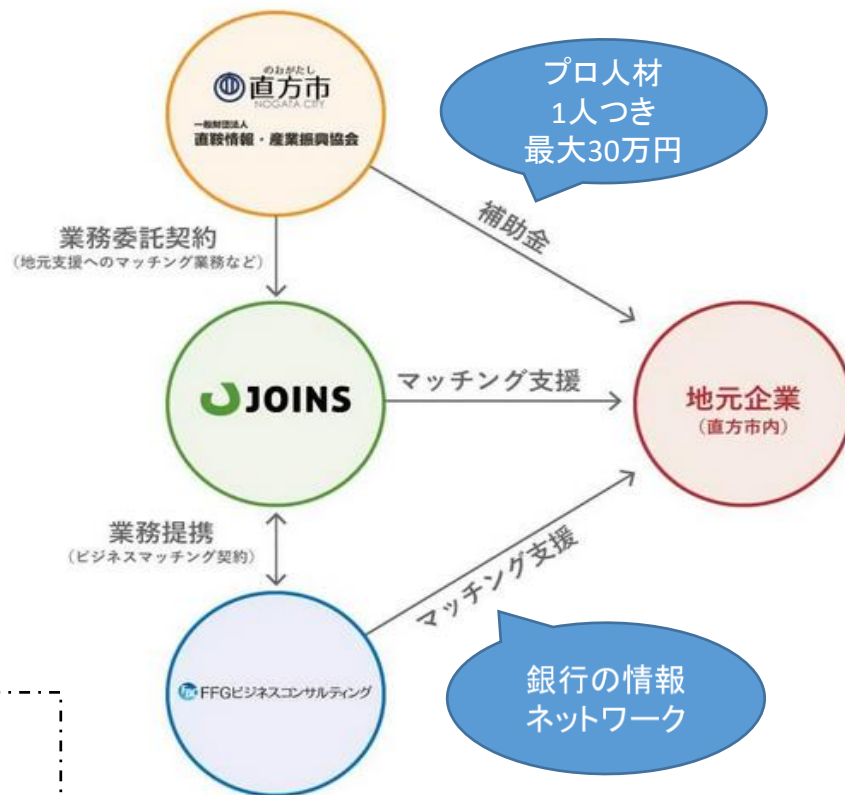 のおがたし
直方市
NOGATA CITY
一般財団法人
直鞍情報・産業振興協会
プロ人材
1人つき
最大30万円
補助金
業務委託契約
(地元支援へのマッチング業務など)
JOINS
マッチング支援
地元企業
(直方市内)
業務提携
(ビジネスマッチング契約)
マッチング支援
FFGビジネスコンサルティング
銀行の情報
ネットワーク